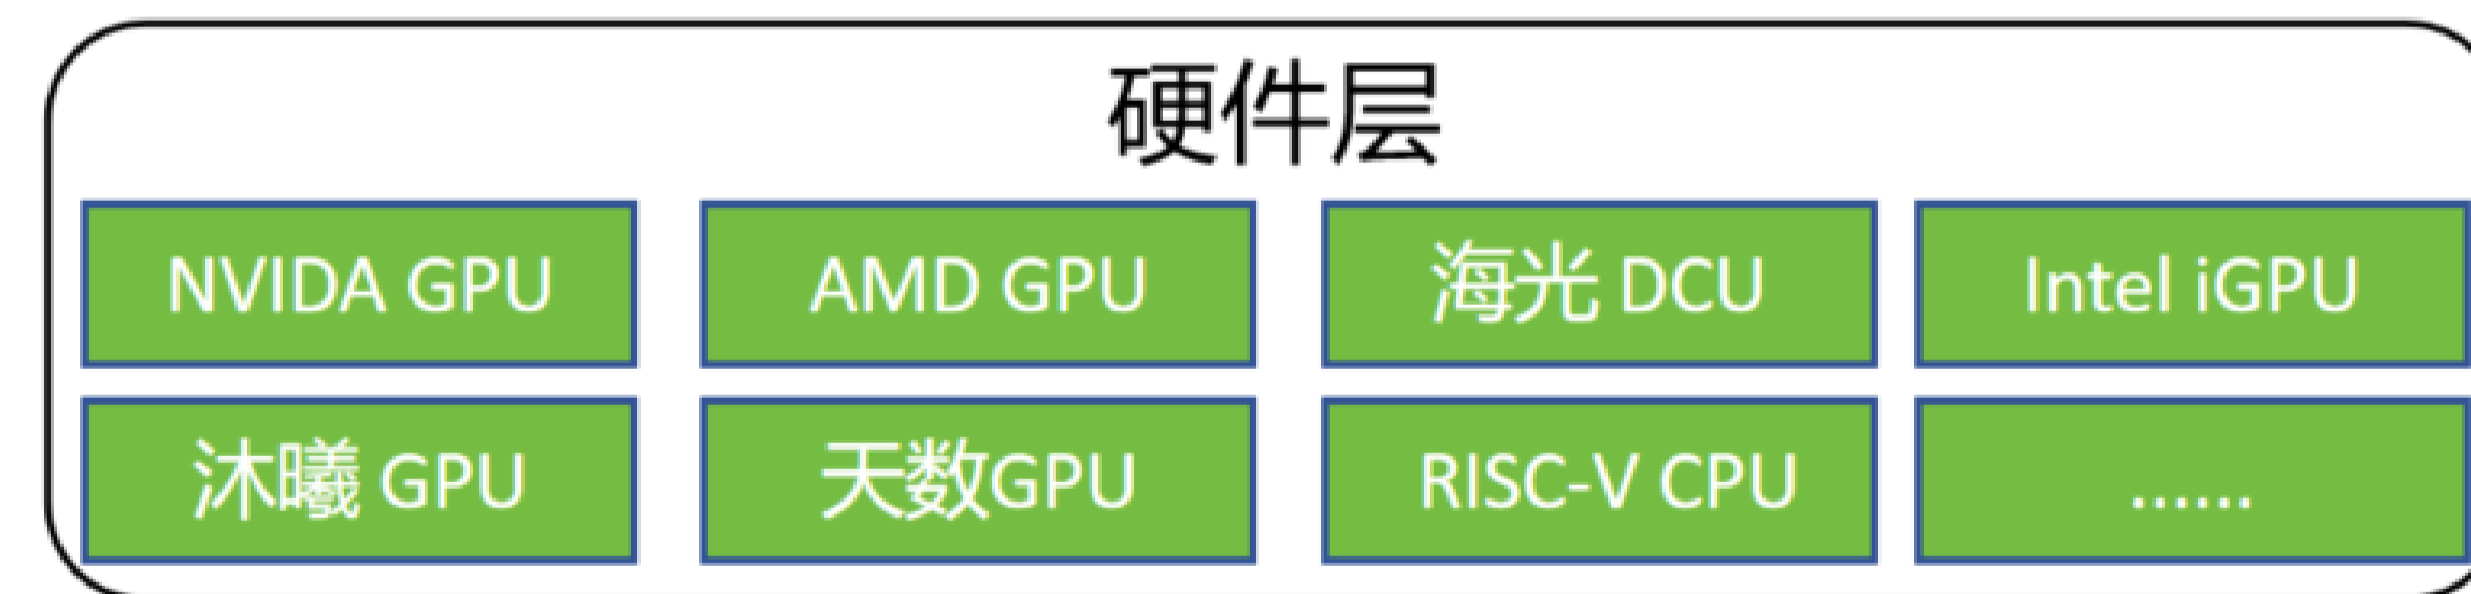 硬件层
NVIDA GPU
AMD GPU
海光 DCU
Intel iGPU
沐曦 GPU
天数GPU
RISC-V CPU
......